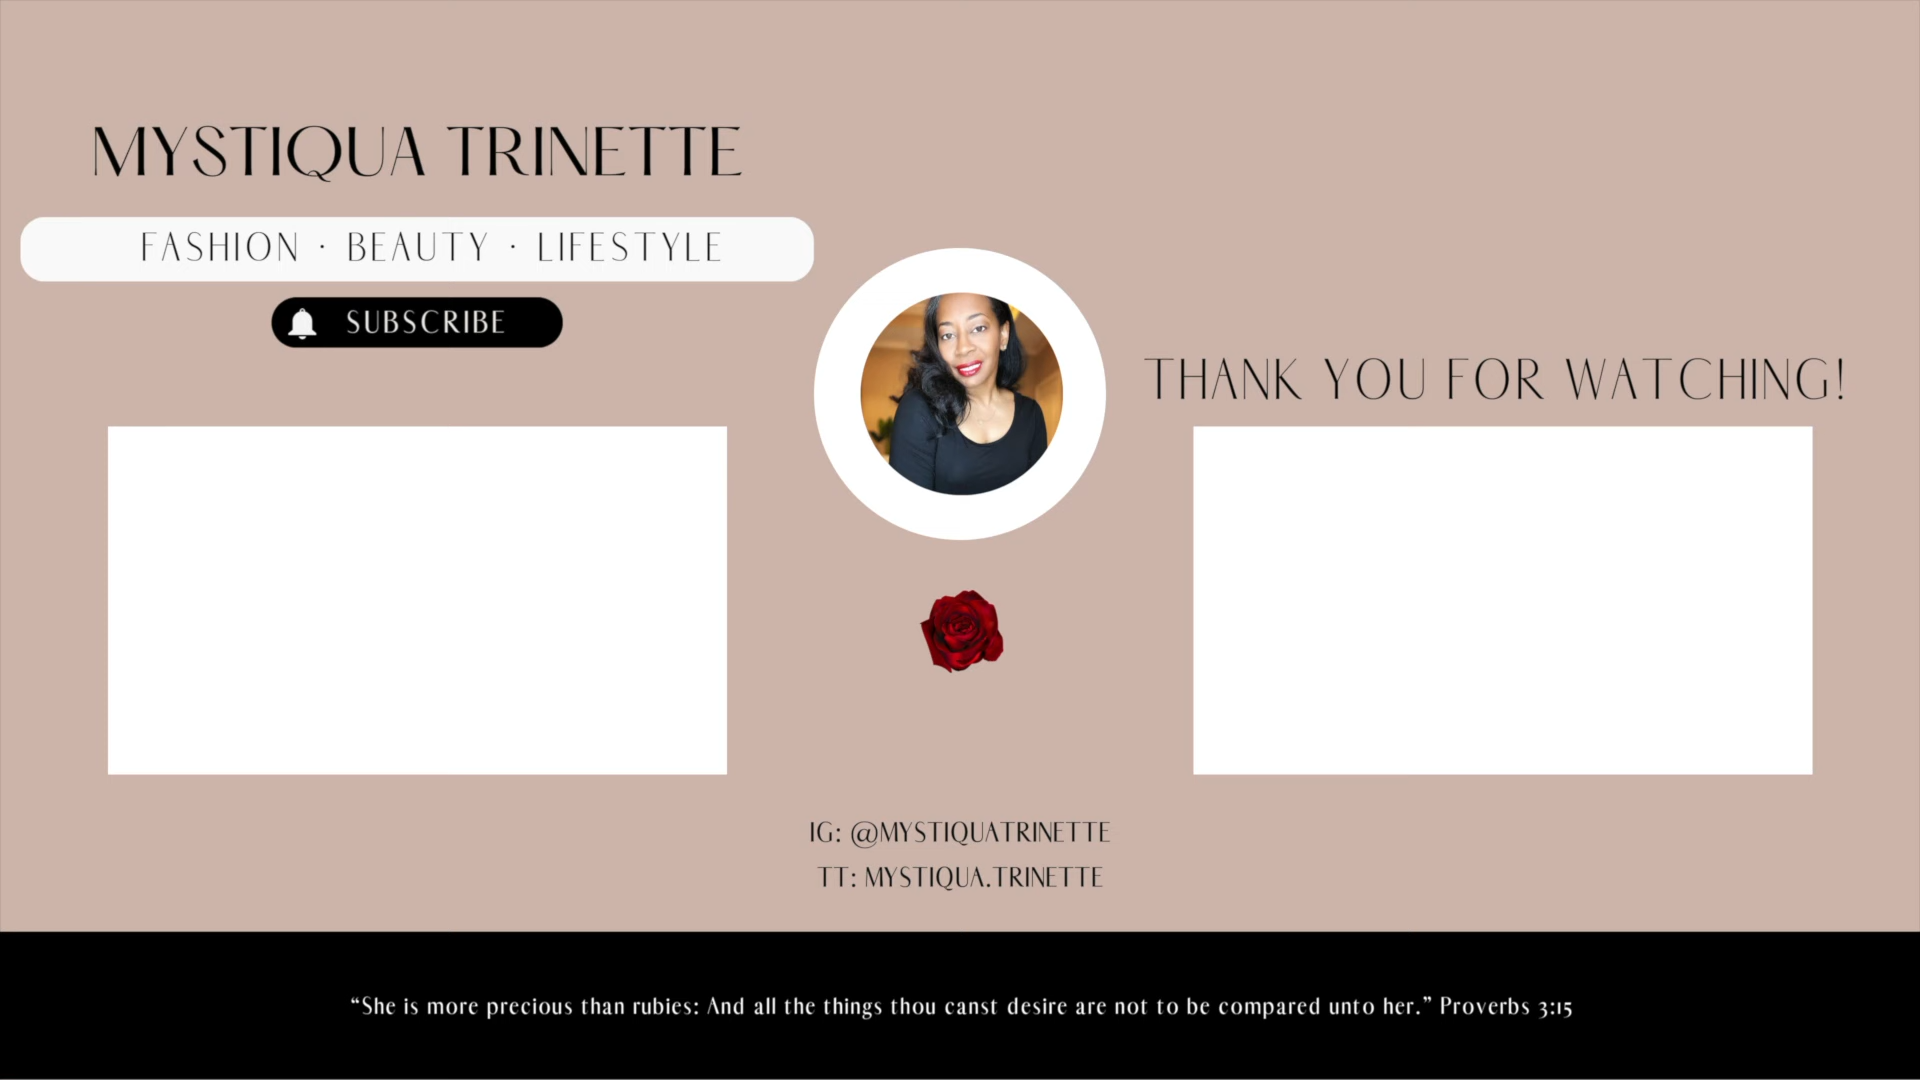 MYSTIQUA TRINETTE
FASHION · BEAUTY · LIFESTYLE
SUBSCRIBE
THANK YOU FOR WATCHING!
IG: @MYSTIQUATRINETTE
TT: MYSTIQUA.TRINETTE
“She is more precious than rubies: And all the things thou canst desire are not to be compared unto her.” Proverbs 3:15